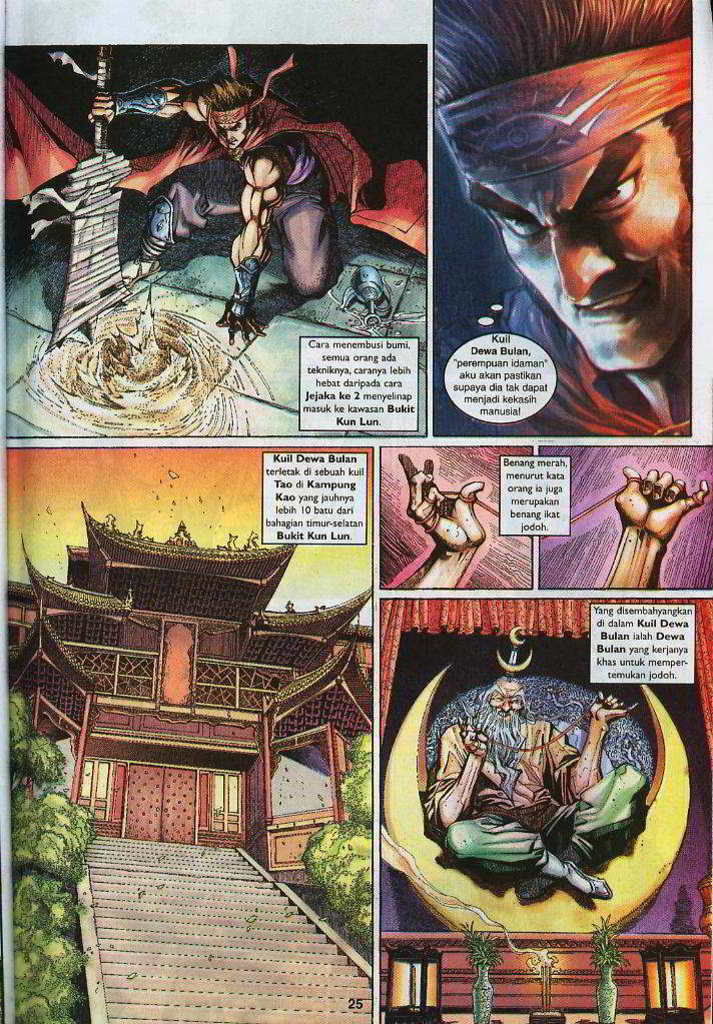 Cara menembusi bumi,
semua orang ada
tekniknya, caranya lebih
hebat daripada cara
Jejaka ke 2 menyelinap
masuk ke kawasan Bukit
Kun Lun.
Kuil
Dewa Bulan,
"perempuan idaman"
aku akan pastikan
supaya dia tak dapat
menjadi kekasih
manusia!
Kuil Dewa Bulan
terletak di sebuah kuil
Tao di Kampung
Kao yang jauhnya
lebih 10 batu dari
bahagian timur-selatan
Bukit Kun Lun.
Benang merah,
menurut kata
orang ia juga
merupakan
benang ikat
jodoh.
Yang disembahyangkan
di dalam Kuil Dewa
Bulan ialah Dewa
Bulan yang kerjanya
khas untuk memper-
temukan jodoh.
25